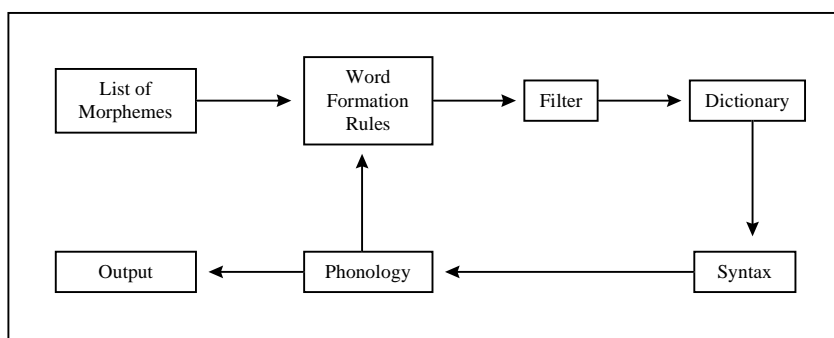 List of
Morphemes
Word
Formation
Rules
Filter
Dictionary
Output
Phonology
Syntax